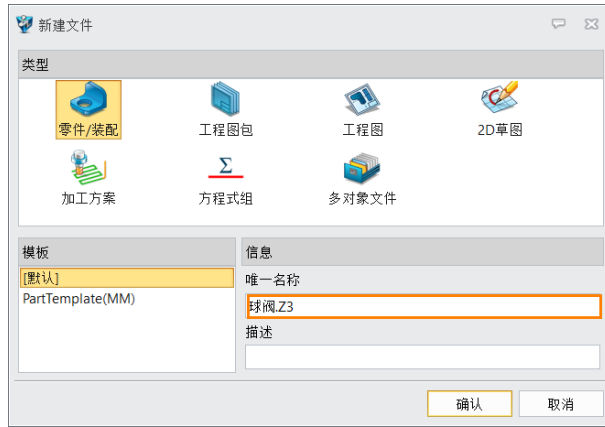 新建文件
类型
零件/装配 工程图包 工程图 2D草图
加工方案 方程式组 多对象文件
模板 信息
[默认] 唯一名称
PartTemplate(MM) 球阀.Z3
描述
确认 取消